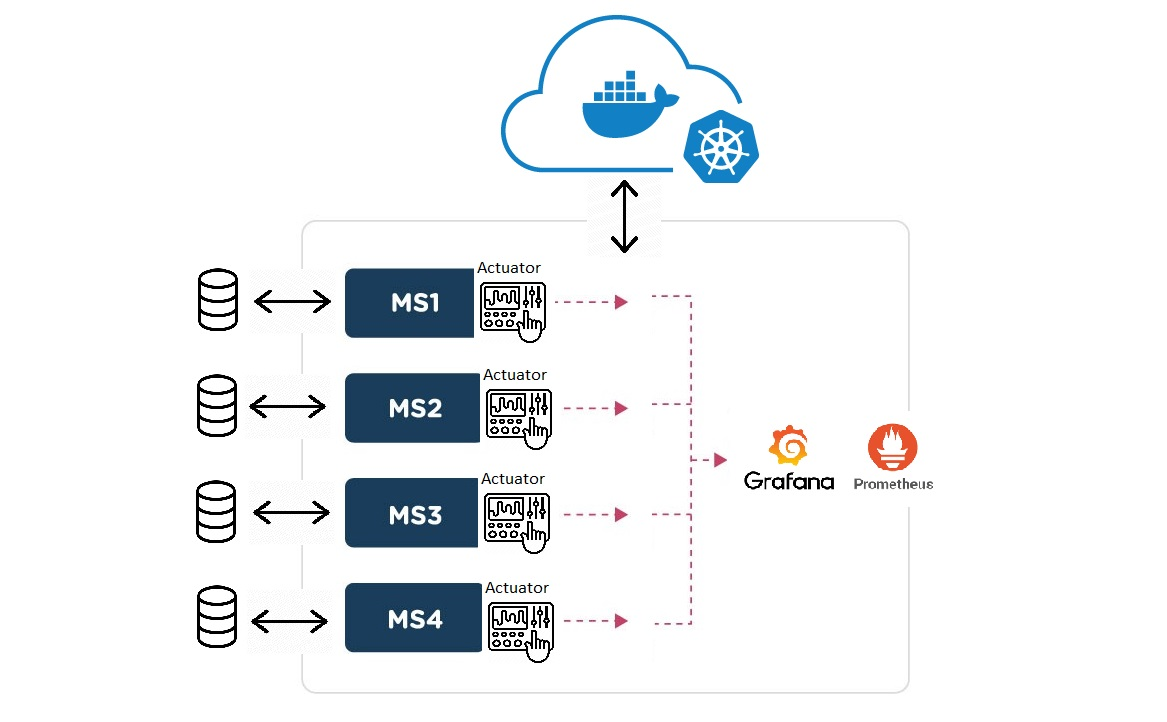 Actuator
MS1
Actuator
MS2
Actuator
MS3
Actuator
MS4
Grafana
Prometheus